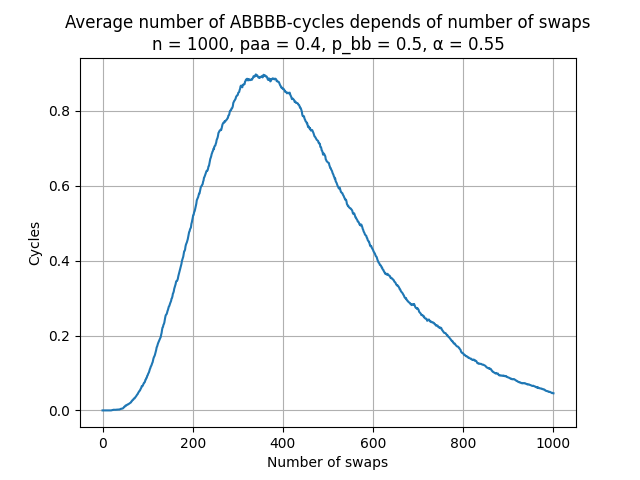 Average number of ABBBB-cycles depends of number of swaps
n = 1000, paa = 0.4, p_bb = 0.5, α = 0.55
Cycles
0.8
0.6
0.4
0.2
0.0
0 200 400 600 800 1000
Number of swaps